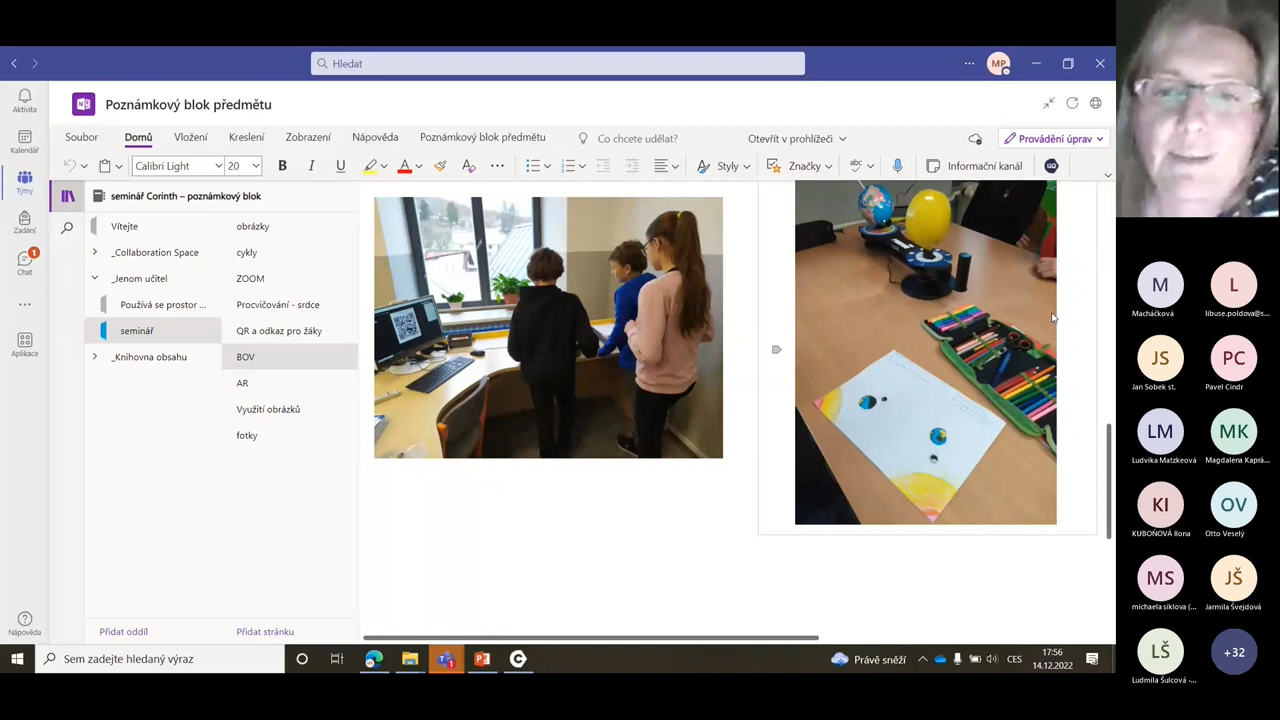 Hledat
MP
Poznámkový blok předmětu
Soubor
Domů
Vložení
Kreslení
Zobrazení
Nápověda
Poznámkový blok předmětu
Co chcete udělat?
Otevřít v prohlížeči
Provádění úprav
Calibri Light
20
B
I
U
A
Styly
Značky
abc
Informační kanál
Aktivita
Kalendář
Týmy
Zadání
Chat
1
Aplikace
Nápověda
seminář Corinth – poznámkový blok
Vítejte
_Collaboration Space
_Jenom učitel
Používá se prostor ...
seminář
_Knihovna obsahu
Přidat oddíl
obrázky
cykly
ZOOM
Procvičování - srdce
QR a odkaz pro žáky
BOV
AR
Využití obrázků
fotky
Přidat stránku
M
Macháčková
L
libuse.poldova@s...
JS
Jan Sobek st.
PC
Pavel Cindr
LM
Ludvika Matzkeová
MK
Magdalena Kaprá...
KI
KUBOŇOVÁ Ilona
OV
Otto Veselý
MS
michaela siklova (...
JŠ
Jarmila Švejdová
LŠ
Ludmila Šulcová -...
+32
Sem zadejte hledaný výraz
Právě sněží
CES
17:56
14.12.2022